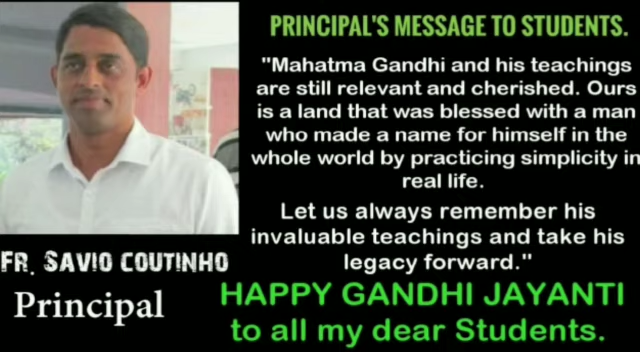 PRINCIPAL'S MESSAGE TO STUDENTS.
"Mahatma Gandhi and his teachings
are still relevant and cherished. Ours
is a land that was blessed with a man
who made a name for himself in the
whole world by practicing simplicity in
real life.
Let us always remember his
invaluable teachings and take his
legacy forward."
FR. SAVIO COUTINHO
Principal
HAPPY GANDHI JAYANTI
to all my dear Students.